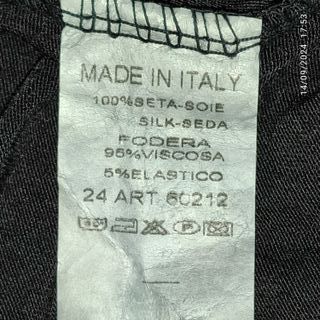 MADE IN ITALY
100%SETA-SOIE
SILK-SEDA
FODERA
95%VISCOSA
5%ELASTICO
24 ART 60212
14/09/2024 17:53